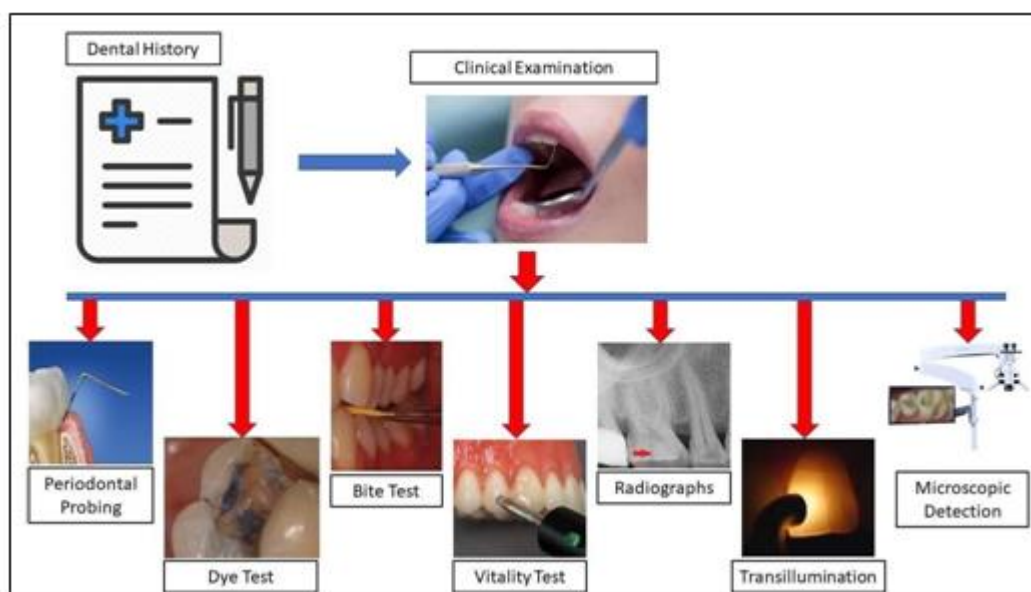 Dental History
Clinical Examination
Periodontal
Probing
Dye Test
Bite Test
Vitality Test
Radiographs
Transillumination
Microscopic
Detection